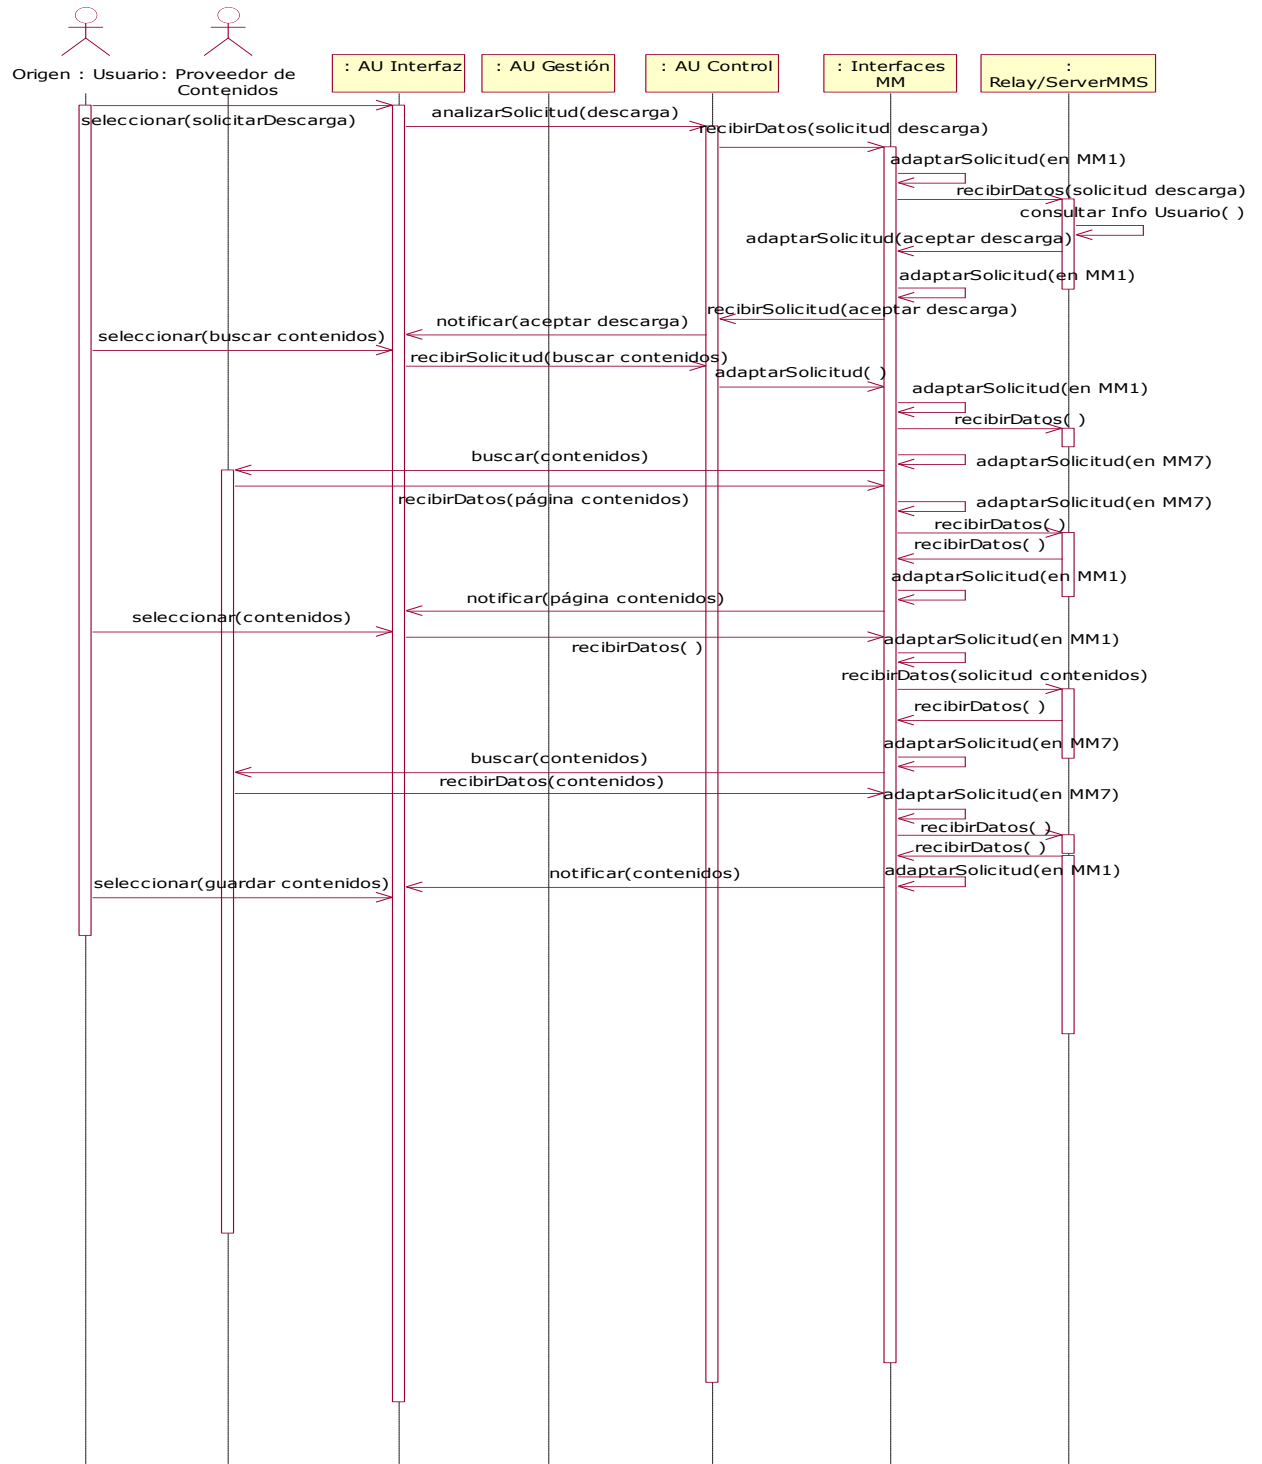 Origen : Usuario
: Proveedor de
Contenidos
: AU Interfaz
: AU Gestión
: AU Control
: Interfaces
MM
:
Relay/ServerMMS
seleccionar(solicitarDescarga)
analizarSolicitud(descarga)
recibirDatos(solicitud descarga)
adaptarSolicitud(en MM1)
recibirDatos(solicitud descarga)
consultar Info Usuario( )
adaptarSolicitud(aceptar descarga)
adaptarSolicitud(en MM1)
recibirSolicitud(aceptar descarga)
notificar(aceptar descarga)
seleccionar(buscar contenidos)
recibirSolicitud(buscar contenidos)
adaptarSolicitud( )
adaptarSolicitud(en MM1)
recibirDatos( )
buscar(contenidos)
adaptarSolicitud(en MM7)
recibirDatos(página contenidos)
adaptarSolicitud(en MM7)
recibirDatos( )
recibirDatos( )
adaptarSolicitud(en MM1)
notificar(página contenidos)
seleccionar(contenidos)
recibirDatos( )
adaptarSolicitud(en MM1)
recibirDatos(solicitud contenidos)
recibirDatos( )
adaptarSolicitud(en MM7)
buscar(contenidos)
recibirDatos(contenidos)
adaptarSolicitud(en MM7)
recibirDatos( )
recibirDatos( )
adaptarSolicitud(en MM1)
notificar(contenidos)
seleccionar(guardar contenidos)